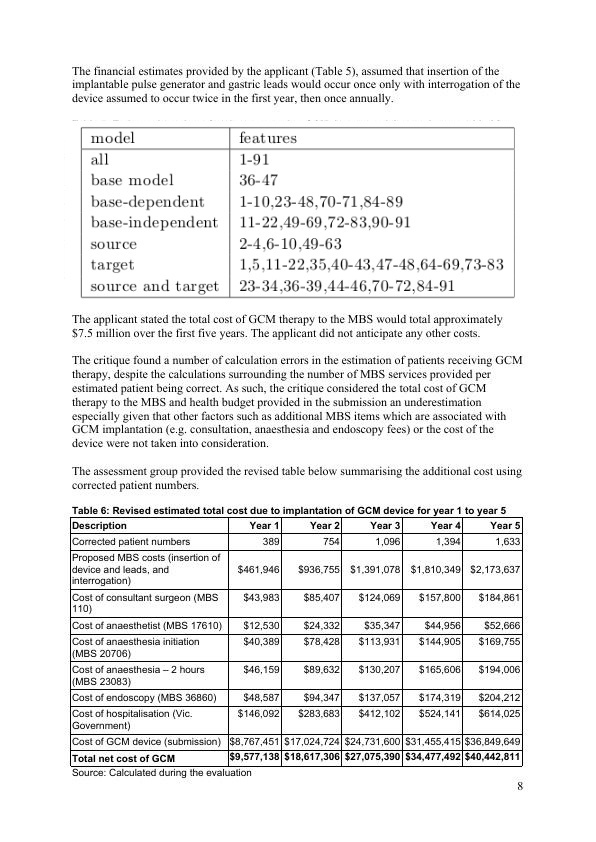 The financial estimates provided by the applicant (Table 5), assumed that insertion of the
implantable pulse generator and gastric leads would occur once only with interrogation of the
device assumed to occur twice in the first year, then once annually.
model features
all 1-91
base model 36-47
base-dependent 1-10,23-48,70-71,84-89
base-independent 11-22,49-69,72-83,90-91
source 2-4,6-10,49-63
target 1,5,11-22,35,40-43,47-48,64-69,73-83
source and target 23-34,36-39,44-46,70-72,84-91
The applicant stated the total cost of GCM therapy to the MBS would total approximately
$7.5 million over the first five years. The applicant did not anticipate any other costs.
The critique found a number of calculation errors in the estimation of patients receiving GCM
therapy, despite the calculations surrounding the number of MBS services provided per
estimated patient being correct. As such, the critique considered the total cost of GCM
therapy to the MBS and health budget provided in the submission an underestimation
especially given that other factors such as additional MBS items which are associated with
GCM implantation (e.g. consultation, anaesthesia and endoscopy fees) or the cost of the
device were not taken into consideration.
The assessment group provided the revised table below summarising the additional cost using
corrected patient numbers.
Table 6: Revised estimated total cost due to implantation of GCM device for year 1 to year 5
Description Year 1 Year 2 Year 3 Year 4 Year 5
Corrected patient numbers 389 754 1,096 1,394 1,633
Proposed MBS costs (insertion of
device and leads, and $461,946 $936,755 $1,391,078 $1,810,349 $2,173,637
interrogation)
Cost of consultant surgeon (MBS $43,983 $85,407 $124,069 $157,800 $184,861
110)
Cost of anaesthetist (MBS 17610) $12,530 $24,332 $35,347 $44,956 $52,666
Cost of anaesthesia initiation $40,389 $78,428 $113,931 $144,905 $169,755
(MBS 20706)
Cost of anaesthesia – 2 hours $46,159 $89,632 $130,207 $165,606 $194,006
(MBS 23083)
Cost of endoscopy (MBS 36860) $48,587 $94,347 $137,057 $174,319 $204,212
Cost of hospitalisation (Vic. $146,092 $283,683 $412,102 $524,141 $614,025
Government)
Cost of GCM device (submission) $8,767,451 $17,024,724 $24,731,600 $31,455,415 $36,849,649
Total net cost of GCM $9,577,138 $18,617,306 $27,075,390 $34,477,492 $40,442,811
Source: Calculated during the evaluation
8